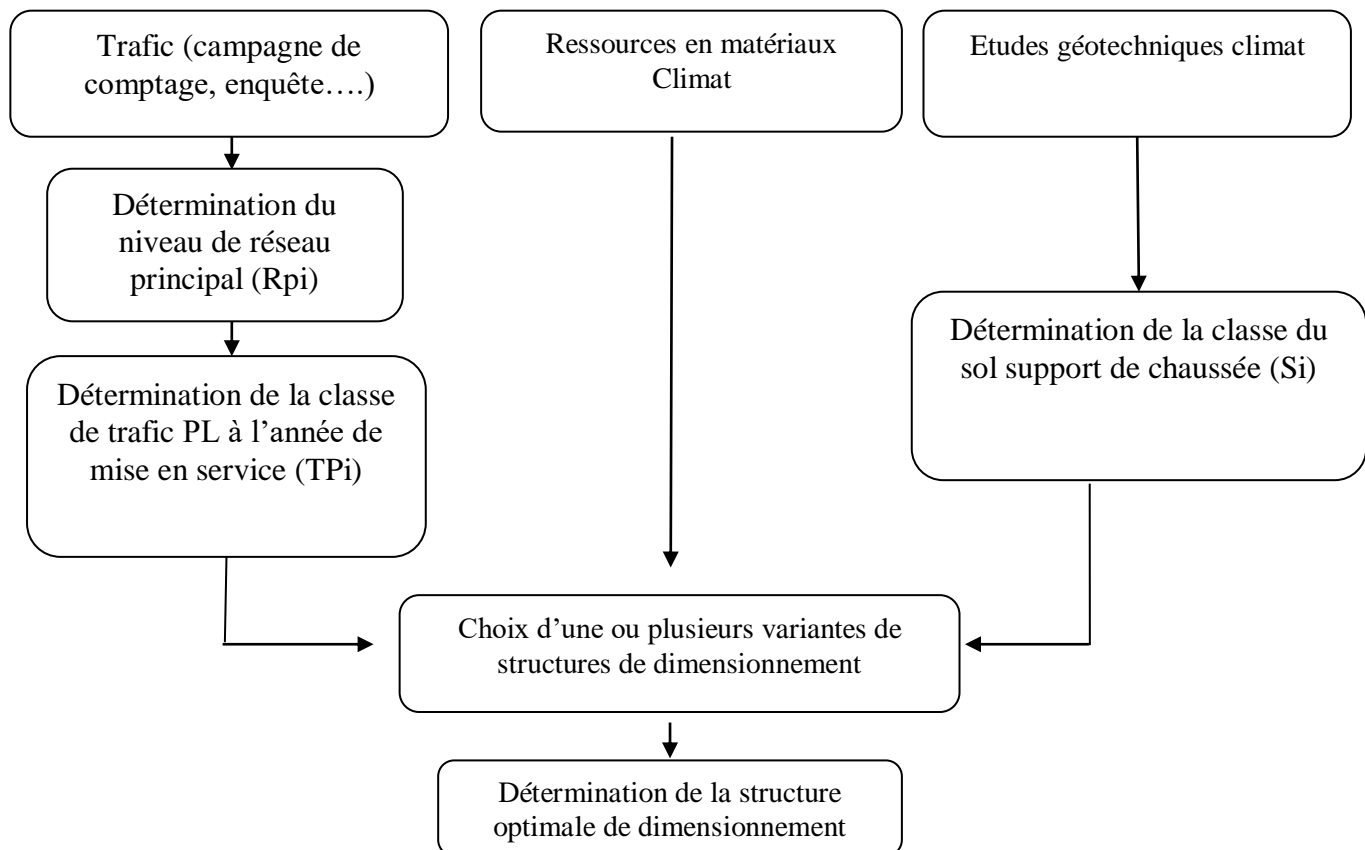 Trafic (campagne de
comptage, enquête….)
Ressources en matériaux
Climat
Etudes géotechniques climat
Détermination du
niveau de réseau
principal (Rpi)
Détermination de la classe
de trafic PL à l’année de
mise en service (TPi)
Détermination de la classe du
sol support de chaussée (Si)
Choix d’une ou plusieurs variantes de
structures de dimensionnement
Détermination de la structure
optimale de dimensionnement